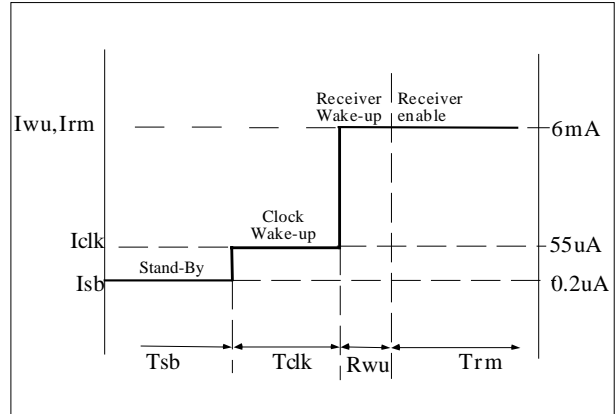 Receiver Receiver
Wake-up enable
Iwu,Irm
6mA
Clock
Wake-up
Iclk
55uA
Stand-By
Isb
0.2uA
Tsb
Tclk
Rwu
Trm